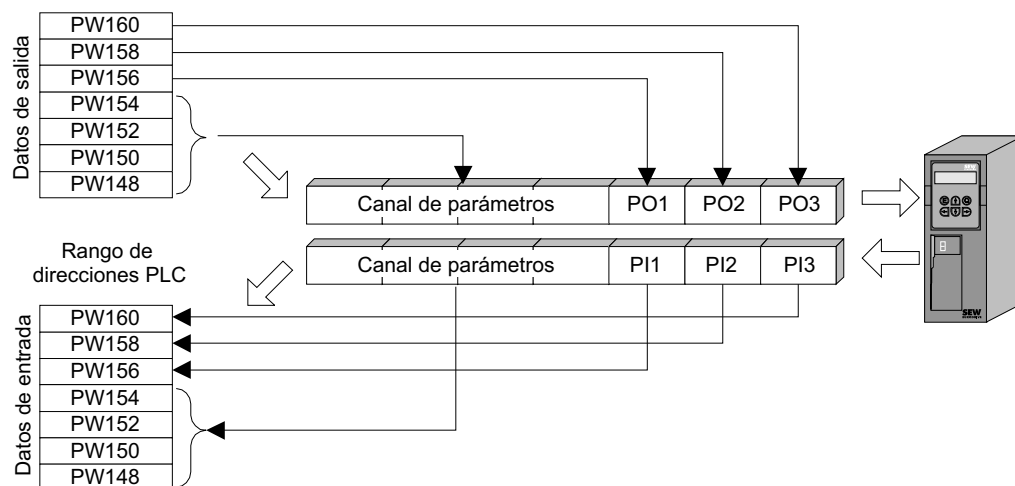 Datos de salida
PW160
PW158
PW156
PW154
PW152
PW150
PW148
Canal de parámetros PO1 PO2 PO3
Canal de parámetros PI1 PI2 PI3
Rango de
direcciones PLC
Datos de entrada
PW160
PW158
PW156
PW154
PW152
PW150
PW148
SEW